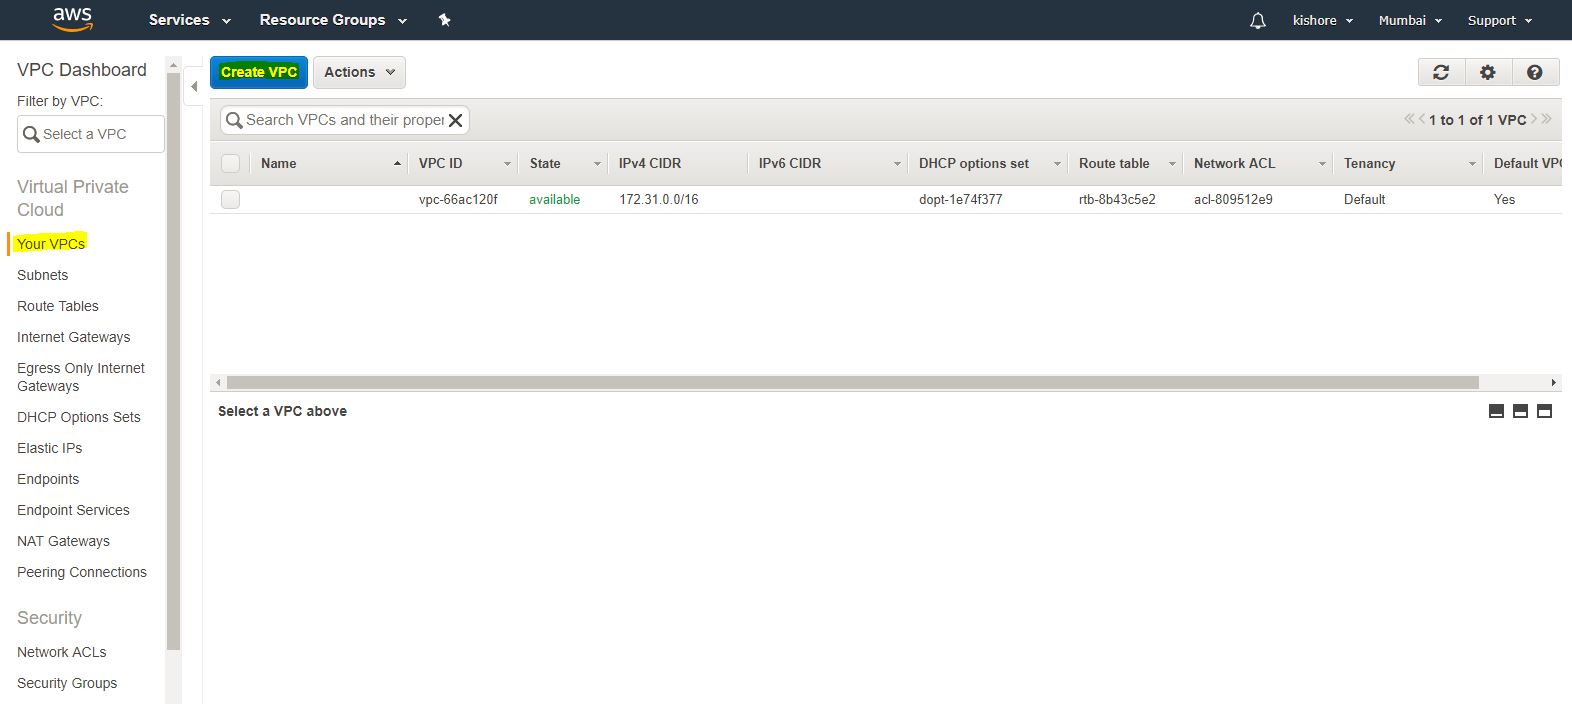 aws Services Resource Groups kishore Mumbai Support
VPC Dashboard
Filter by VPC:
Select a VPC
Virtual Private
Cloud
Your VPCs
Subnets
Route Tables
Internet Gateways
Egress Only Internet
Gateways
DHCP Options Sets
Elastic IPs
Endpoints
Endpoint Services
NAT Gateways
Peering Connections
Security
Network ACLs
Security Groups
Create VPC Actions
Search VPCs and their proper 1 to 1 of 1 VPC
Name VPC ID State IPv4 CIDR IPv6 CIDR DHCP options set Route table Network ACL Tenancy Default VPC
vpc-66ac120f available 172.31.0.0/16 dopt-1e74f377 rtb-8b43c5e2 acl-809512e9 Default Yes
Select a VPC above